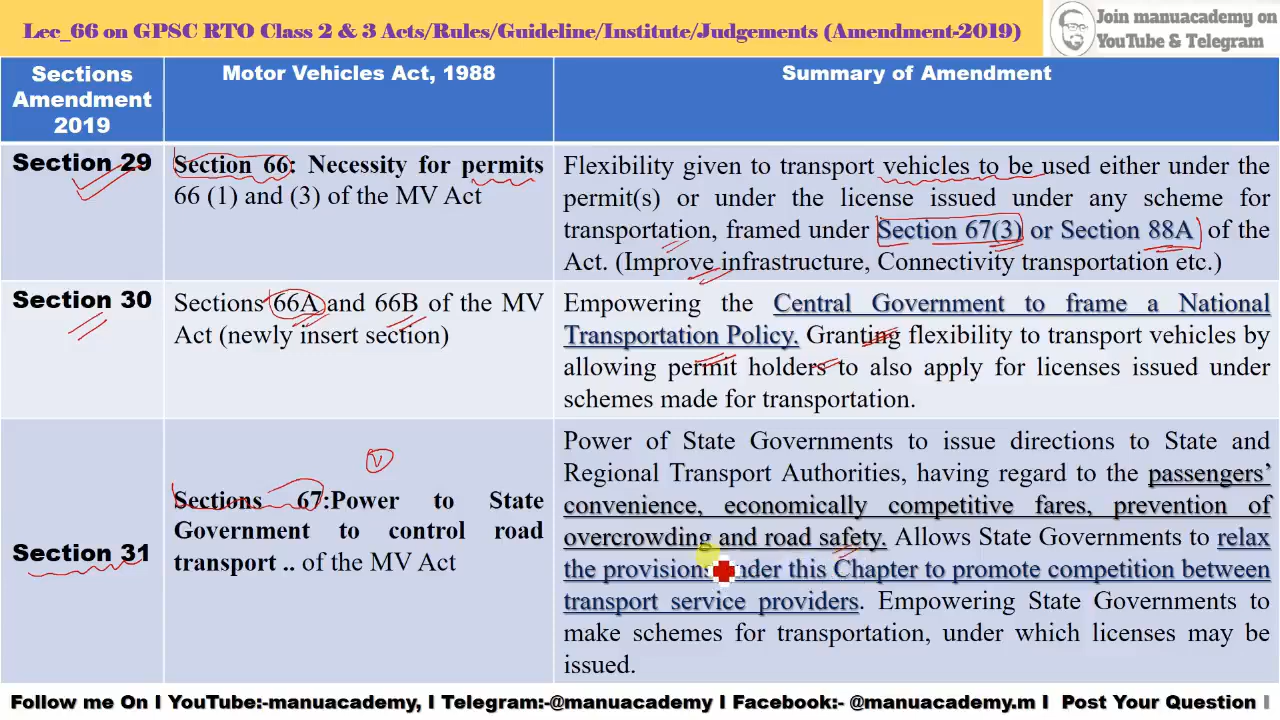 Lec_66 on GPSC RTO Class 2 & 3 Acts/Rules/Guideline/Institute/Judgements (Amendment-2019)
Join manuacademy on
YouTube & Telegram
Sections
Amendment
2019
Motor Vehicles Act, 1988
Summary of Amendment
Section 29
Section 66: Necessity for permits
66 (1) and (3) of the MV Act
Flexibility given to transport vehicles to be used either under the
permit(s) or under the license issued under any scheme for
transportation, framed under Section 67(3) or Section 88A of the
Act. (Improve infrastructure, Connectivity transportation etc.)
Section 30
Sections 66A and 66B of the MV
Act (newly insert section)
Empowering the Central Government to frame a National
Transportation Policy. Granting flexibility to transport vehicles by
allowing permit holders to also apply for licenses issued under
schemes made for transportation.
Section 31
Sections 67:Power to State
Government to control road
transport .. of the MV Act
Power of State Governments to issue directions to State and
Regional Transport Authorities, having regard to the passengers’
convenience, economically competitive fares, prevention of
overcrowding and road safety. Allows State Governments to relax
the provisions under this Chapter to promote competition between
transport service providers. Empowering State Governments to
make schemes for transportation, under which licenses may be
issued.
Follow me On I YouTube:-manuacademy, I Telegram:-@manuacademy I Facebook:- @manuacademy.m I Post Your Question I